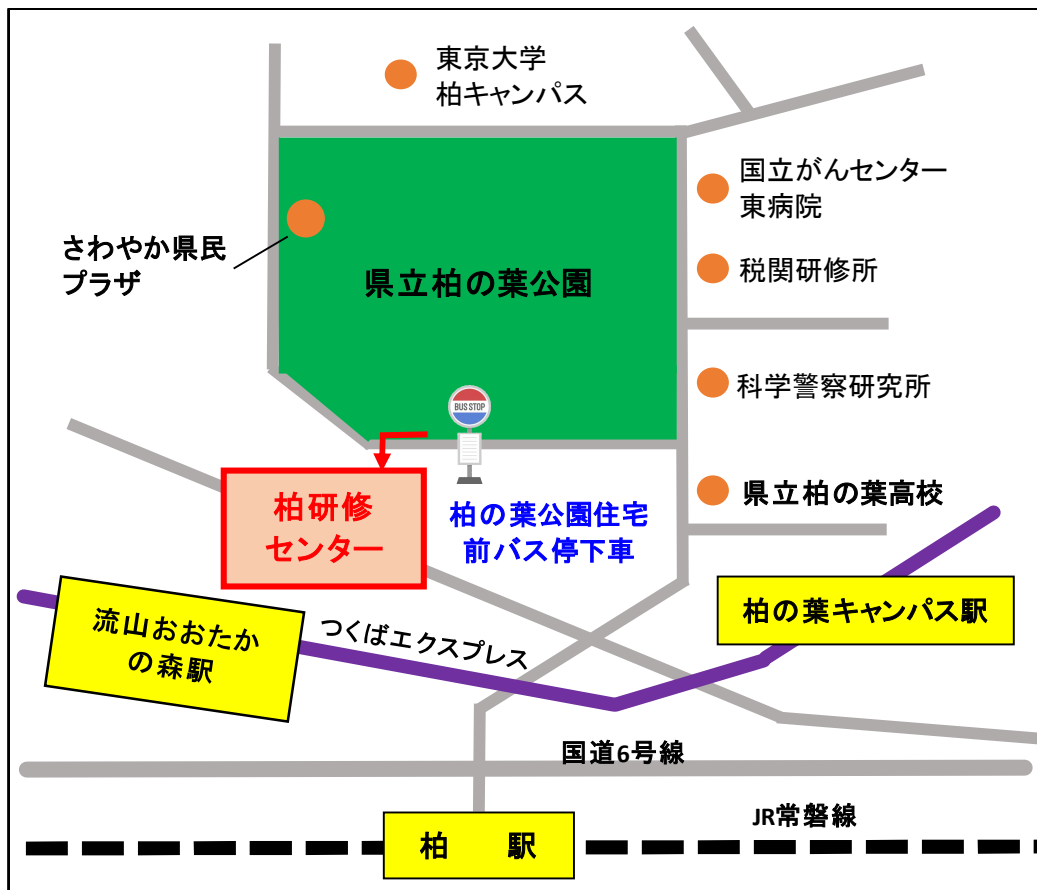 東京大学
柏キャンパス
国立がんセンター
東病院
さわやか県民
プラザ
税関研修所
県立柏の葉公園
科学警察研究所
BUS STOP
県立柏の葉高校
柏研修
センター
柏の葉公園住宅
前バス停下車
柏の葉キャンパス駅
流山おおたか
の森駅
つくばエクスプレス
国道6号線
JR常磐線
柏　駅